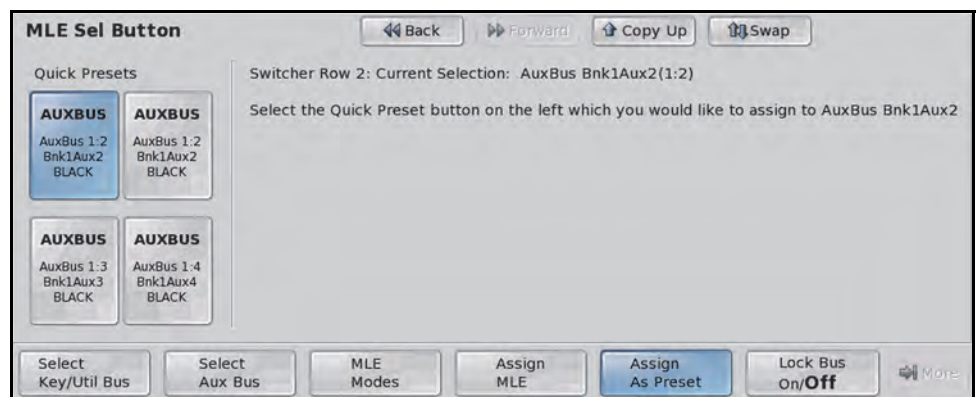 MLE Sel Button
Back
Forward
Copy Up
Swap
Quick Presets
AUXBUS
AuxBus 1:2
Bnk1Aux2
BLACK
AUXBUS
AuxBus 1:2
Bnk1Aux2
BLACK
AUXBUS
AuxBus 1:3
Bnk1Aux3
BLACK
AUXBUS
AuxBus 1:4
Bnk1Aux4
BLACK
Switcher Row 2: Current Selection: AuxBus Bnk1Aux2(1:2)
Select the Quick Preset button on the left which you would like to assign to AuxBus Bnk1Aux2
Select
Key/Util Bus
Select
Aux Bus
MLE
Modes
Assign
MLE
Assign
As Preset
Lock Bus
On/Off
More